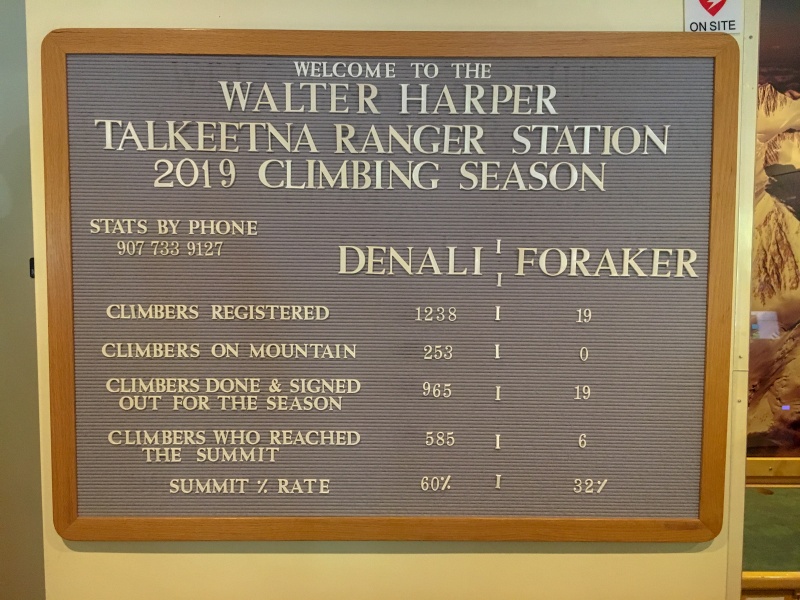 ON SITE
WELCOME TO THE
WALTER HARPER
TALKEETNA RANGER STATION
2019 CLIMBING SEASON
STATS BY PHONE
907 733 9127
DENALI I FORAKER
I
CLIMBERS REGISTERED 1238 I 19
CLIMBERS ON MOUNTAIN 253 I 0
CLIMBERS DONE & SIGNED 965 I 19
OUT FOR THE SEASON
CLIMBERS WHO REACHED 585 I 6
THE SUMMIT
SUMMIT % RATE 60% I 32%